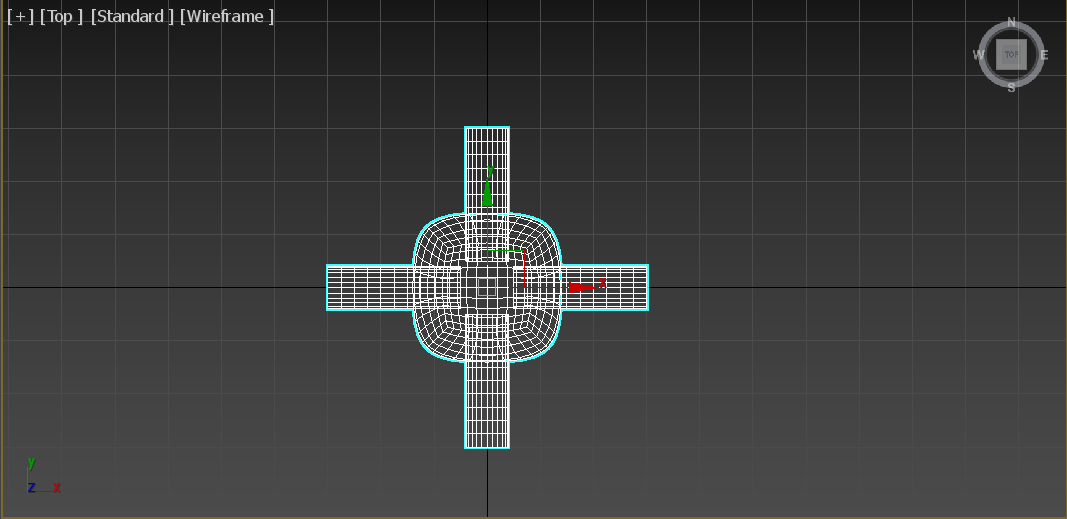 [+] [Top ] [Standard ] [Wireframe ]
N
W TOP E
S
y
x
y
z x